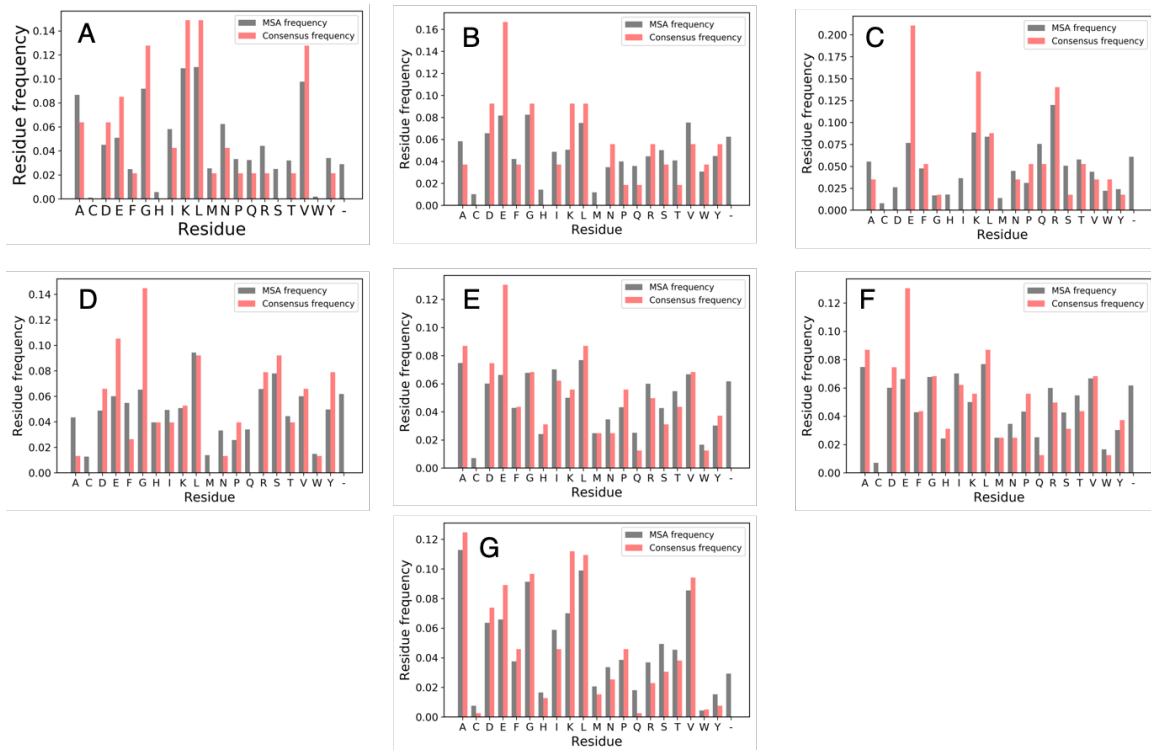 A
MSA frequency
Consensus frequency
Residue frequency
0.14
0.12
0.10
0.08
0.06
0.04
0.02
0.00
A C D E F G H I K L M N P Q R S T V W Y -
Residue
B
MSA frequency
Consensus frequency
Residue frequency
0.16
0.14
0.12
0.10
0.08
0.06
0.04
0.02
0.00
A C D E F G H I K L M N P Q R S T V W Y -
Residue
C
MSA frequency
Consensus frequency
Residue frequency
0.200
0.175
0.150
0.125
0.100
0.075
0.050
0.025
0.000
A C D E F G H I K L M N P Q R S T V W Y -
Residue
D
MSA frequency
Consensus frequency
Residue frequency
0.14
0.12
0.10
0.08
0.06
0.04
0.02
0.00
A C D E F G H I K L M N P Q R S T V W Y -
Residue
E
MSA frequency
Consensus frequency
Residue frequency
0.12
0.10
0.08
0.06
0.04
0.02
0.00
A C D E F G H I K L M N P Q R S T V W Y -
Residue
F
MSA frequency
Consensus frequency
Residue frequency
0.12
0.10
0.08
0.06
0.04
0.02
0.00
A C D E F G H I K L M N P Q R S T V W Y -
Residue
G
MSA frequency
Consensus frequency
Residue frequency
0.12
0.10
0.08
0.06
0.04
0.02
0.00
A C D E F G H I K L M N P Q R S T V W Y -
Residue